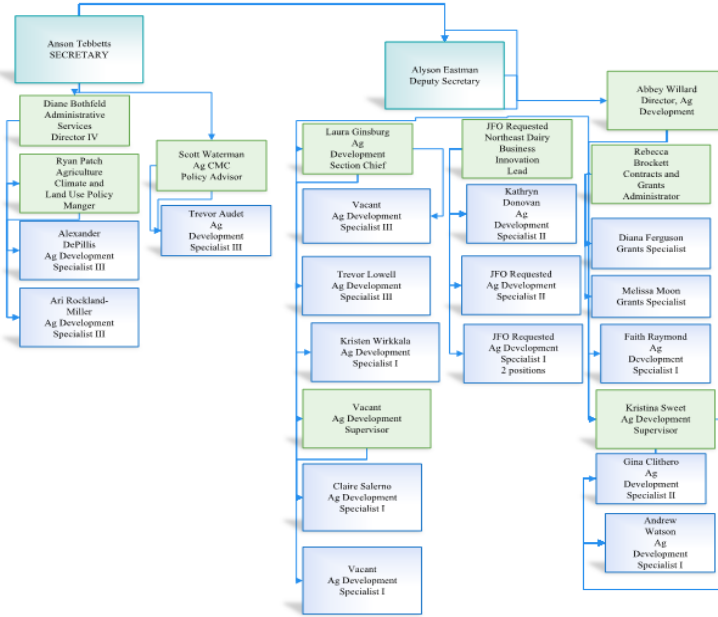 Anson Tebbetts
SECRETARY
Alyson Eastman
Deputy Secretary
Abbey Willard
Director, Ag
Development
Diane Bothfeld
Administrative
Services
Director IV
Ryan Patch
Agriculture
Climate and
Land Use Policy
Manger
Alexander
DePillis
Ag Development
Specialist III
Ari Rockland-
Miller
Ag Development
Specialist III
Scott Waterman
Ag CMC
Policy Advisor
Trevor Audet
Ag
Development
Specialist III
Laura Ginsburg
Ag
Development
Section Chief
Vacant
Ag Development
Specialist III
Trevor Lowell
Ag Development
Specialist III
Kristen Wirkkala
Ag Development
Specialist I
Vacant
Ag Development
Supervisor
Claire Salerno
Ag Development
Specialist I
Vacant
Ag Development
Specialist I
JFO Requested
Northeast Dairy
Business
Innovation
Lead
Kathryn
Donovan
Ag
Development
Specialist II
JFO Requested
Ag Development
Specialist II
JFO Requested
Ag Development
Specialist I
2 positions
Rebecca
Brockett
Contracts and
Grants
Administrator
Diana Ferguson
Grants Specialist
Melissa Moon
Grants Specialist
Faith Raymond
Ag
Development
Specialist I
Kristina Sweet
Ag Development
Supervisor
Gina Clithero
Ag
Development
Specialist II
Andrew
Watson
Ag
Development
Specialist I